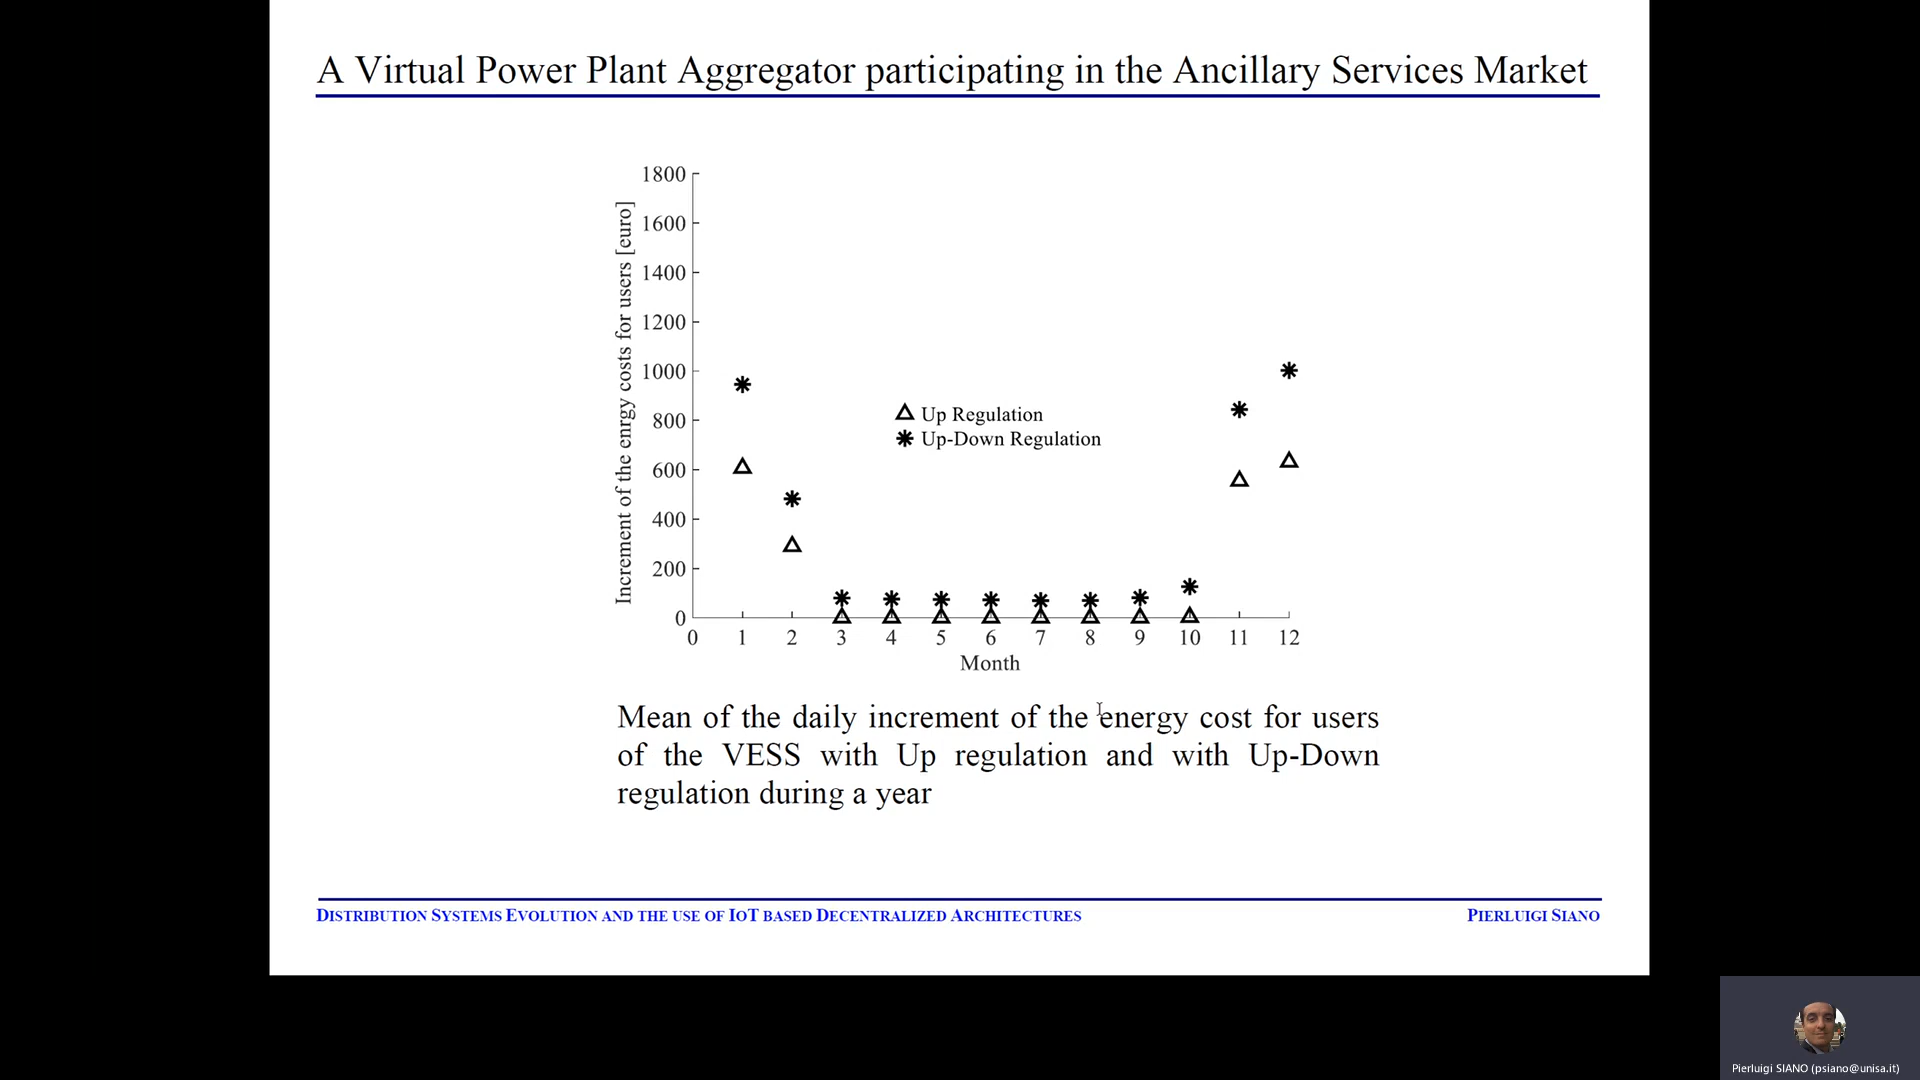 A Virtual Power Plant Aggregator participating in the Ancillary Services Market
Increment of the enrgy costs for users [euro]
1800
1600
1400
1200
1000
800
600
400
200
0
Up Regulation
Up-Down Regulation
0 1 2 3 4 5 6 7 8 9 10 11 12
Month
Mean of the daily increment of the energy cost for users
of the VESS with Up regulation and with Up-Down
regulation during a year
DISTRIBUTION SYSTEMS EVOLUTION AND THE USE OF IOT BASED DECENTRALIZED ARCHITECTURES
PIERLUIGI SIANO
Pierluigi SIANO (psiano@unisa.it)